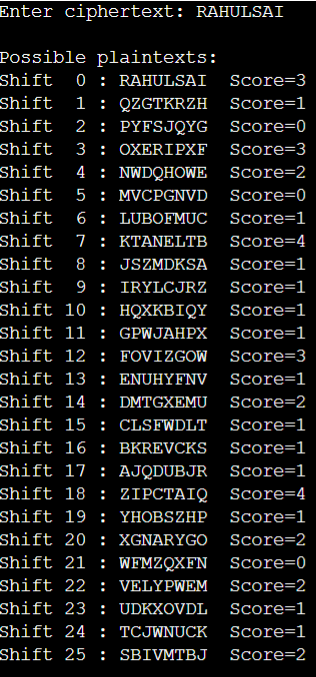 Enter ciphertext: RAHULSAI
Possible plaintexts:
Shift  0 : RAHULSAI  Score=3
Shift  1 : QZGTKRZH  Score=1
Shift  2 : PYFSJQYG  Score=0
Shift  3 : OXERIPXF  Score=3
Shift  4 : NWDQHOWE  Score=2
Shift  5 : MVCPGNVD  Score=0
Shift  6 : LUBOFMUC  Score=1
Shift  7 : KTANELTB  Score=4
Shift  8 : JSZMDKSA  Score=1
Shift  9 : IRYLCJRZ  Score=1
Shift 10 : HQXKBIQY  Score=1
Shift 11 : GPWJAHPX  Score=1
Shift 12 : FOVIZGOW  Score=3
Shift 13 : ENUHYFNV  Score=1
Shift 14 : DMTGXEMU  Score=2
Shift 15 : CLSFWDLT  Score=1
Shift 16 : BKREVCKS  Score=1
Shift 17 : AJQDUBJR  Score=1
Shift 18 : ZIPCTAIQ  Score=4
Shift 19 : YHOBSZHP  Score=1
Shift 20 : XGNARYGO  Score=2
Shift 21 : WFMZQXFN  Score=0
Shift 22 : VELYPWEM  Score=2
Shift 23 : UDKXOVDL  Score=1
Shift 24 : TCJWNUCK  Score=1
Shift 25 : SBIVMTBJ  Score=2